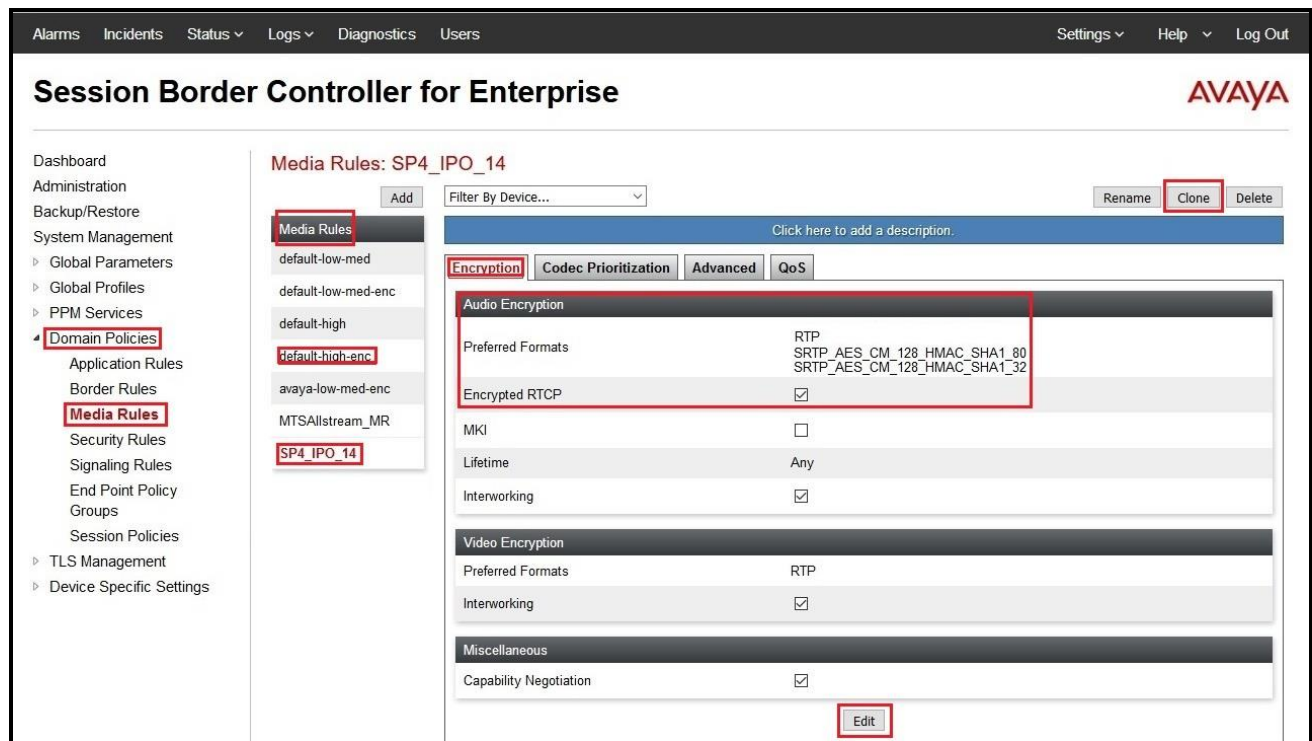 Alarms Incidents Status Logs Diagnostics Users Settings Help Log Out
Session Border Controller for Enterprise
AVAYA
Dashboard
Administration
Backup/Restore
System Management
Global Parameters
Global Profiles
PPM Services
Domain Policies
Application Rules
Border Rules
Media Rules
Security Rules
Signaling Rules
End Point Policy
Groups
Session Policies
TLS Management
Device Specific Settings
Media Rules: SP4_IPO_14
Add
Filter By Device...
Rename Clone Delete
Media Rules
default-low-med
default-low-med-enc
default-high
default-high-enc
avaya-low-med-enc
MTSAllstream_MR
SP4_IPO_14
Click here to add a description.
Encryption Codec Prioritization Advanced QoS
Audio Encryption
Preferred Formats
RTP
SRTP_AES_CM_128_HMAC_SHA1_80
SRTP_AES_CM_128_HMAC_SHA1_32
Encrypted RTCP
MKI
Lifetime Any
Interworking
Video Encryption
Preferred Formats RTP
Interworking
Miscellaneous
Capability Negotiation
Edit